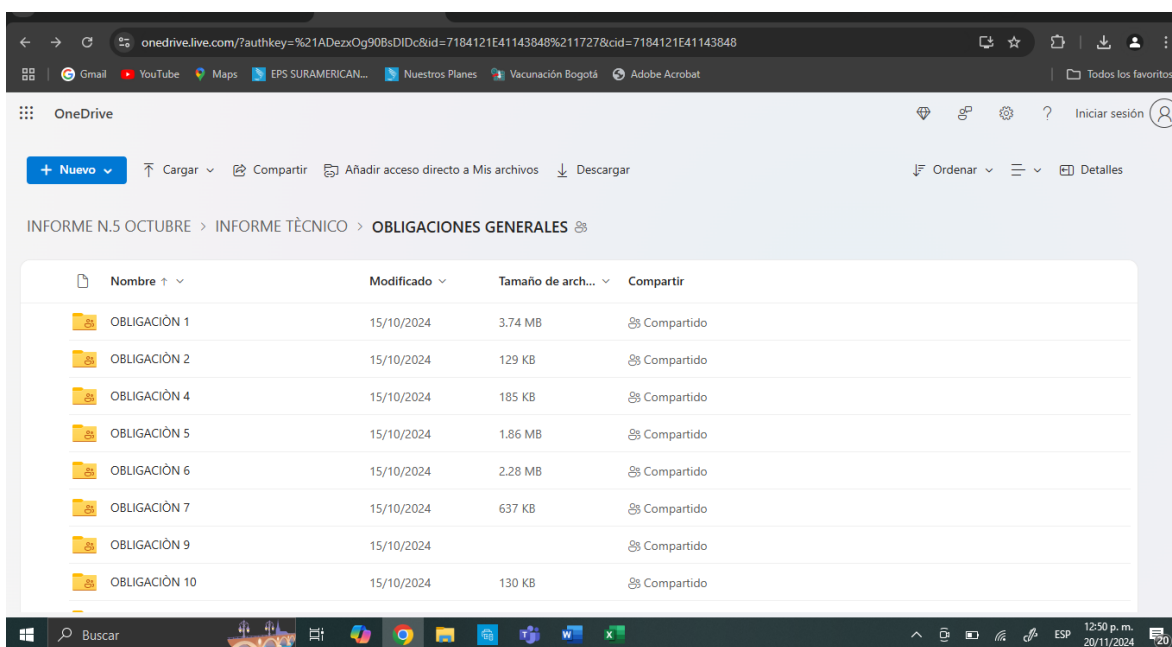 onedrive.live.com/?authkey=%21ADezxOg90BsDIDc&id=7184121E41143848%211727&cid=7184121E41143848
Gmail YouTube Maps EPS SURAMERICAN... Nuestros Planes Vacunación Bogotá Adobe Acrobat Todos los favoritos
OneDrive Iniciar sesión
+ Nuevo Cargar Compartir Añadir acceso directo a Mis archivos Descargar Ordenar Detalles
INFORME N.5 OCTUBRE > INFORME TÈCNICO > OBLIGACIONES GENERALES
Nombre ↑ Modificado Tamaño de arch... Compartir
OBLIGACIÒN 1 15/10/2024 3.74 MB Compartido
OBLIGACIÒN 2 15/10/2024 129 KB Compartido
OBLIGACIÒN 4 15/10/2024 185 KB Compartido
OBLIGACIÒN 5 15/10/2024 1.86 MB Compartido
OBLIGACIÒN 6 15/10/2024 2.28 MB Compartido
OBLIGACIÒN 7 15/10/2024 637 KB Compartido
OBLIGACIÒN 9 15/10/2024 Compartido
OBLIGACIÒN 10 15/10/2024 130 KB Compartido
Buscar ESP 12:50 p. m.
20/11/2024 20